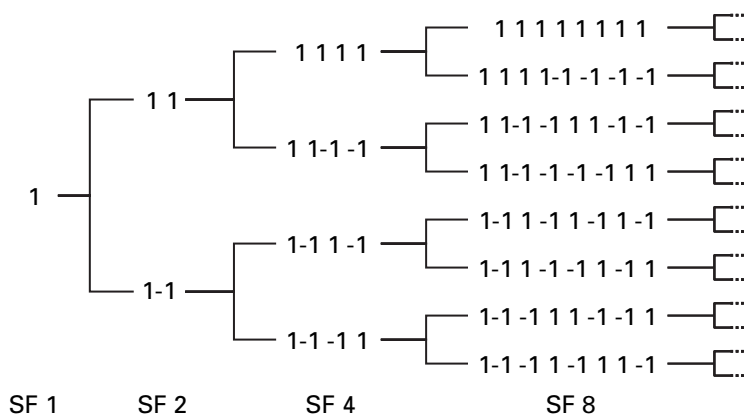 1 1 1 1 1 1 1 1
1 1 1 1
1 1 1 1-1 -1 -1 -1
1 1
1 1-1 -1 1 1 -1 -1
1 1-1 -1
1 1-1 -1 -1 -1 1 1
1
1-1 1 -1 1 -1 1 -1
1-1 1 -1
1-1 1 -1 -1 1 -1 1
1-1
1-1 -1 1 1 -1 -1 1
1-1 -1 1
1-1 -1 1 -1 1 1 -1
SF 1 SF 2 SF 4 SF 8